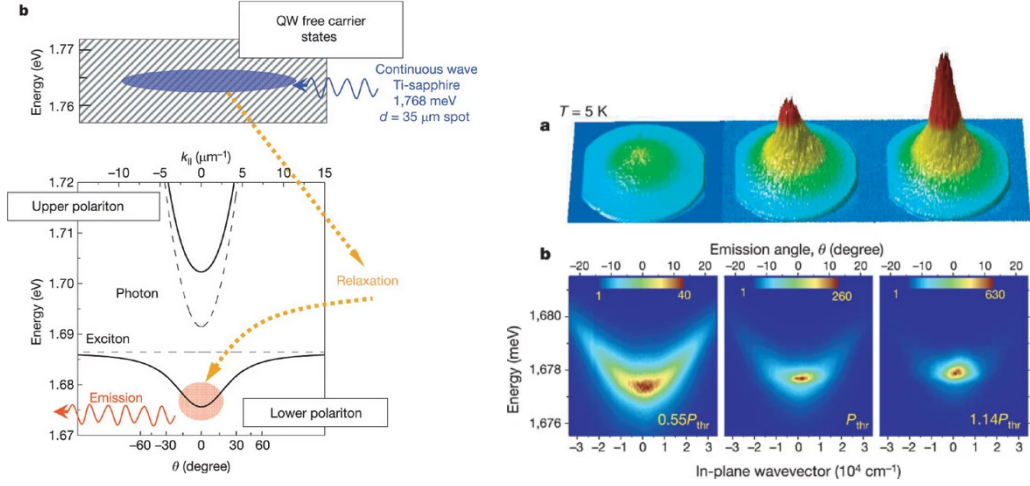 b
QW free carrier
states
Energy (eV)
1.77
1.76
Continuous wave
Ti-sapphire
1,768 meV
d = 35 µm spot
k|| (µm⁻¹)
−10 −5 0 5 10 15
Energy (eV)
1.72
1.71
1.70
1.69
1.68
1.67
Upper polariton
Photon
Relaxation
Exciton
Emission
Lower polariton
−60 −30 0 30 60
θ (degree)
a
T = 5 K
b
Emission angle, θ (degree)
−20 −10 0 10 20
−20 −10 0 10 20
−20 −10 0 10 20
1 40
1 260
1 630
Energy (meV)
1,680
1,678
1,676
0.55Pthr
Pthr
1.14Pthr
−3 −2 −1 0 1 2 3
−3 −2 −1 0 1 2 3
−3 −2 −1 0 1 2 3
In-plane wavevector (10⁴ cm⁻¹)